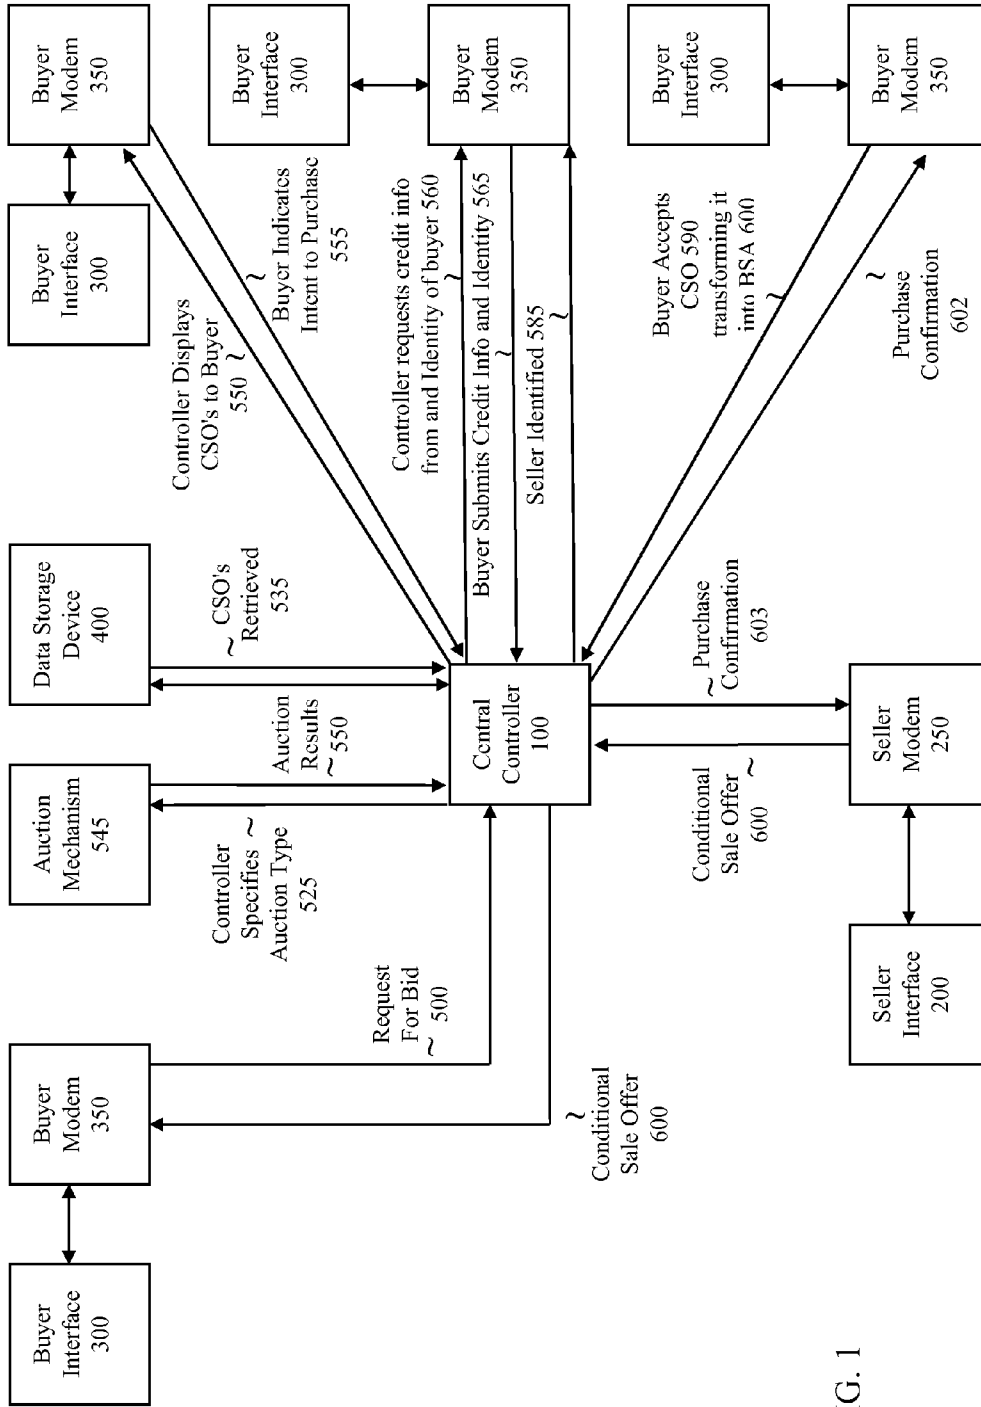 Buyer
Interface
300
Buyer
Modem
350
Auction
Mechanism
545
Data Storage
Device
400
Buyer
Interface
300
Buyer
Modem
350
Controller
Specifies ~
Auction Type
525
Auction
Results
~ 550
~ CSO's
Retrieved
535
Controller Displays
CSO's to Buyer
550 ~
~
Buyer Indicates
Intent to Purchase
555
Buyer
Interface
300
Request
For Bid
~ 500
Central
Controller
100
Controller requests credit info
from and Identity of buyer 560
~
Buyer Submits Credit Info and Identity 565
~
Seller Identified 585
~
Buyer
Modem
350
~
Conditional
Sale Offer
600
Conditional
Sale Offer
600 ~
~ Purchase
Confirmation
603
Buyer Accepts
CSO 590
transforming it
into BSA 600
~
Buyer
Interface
300
~
Purchase
Confirmation
602
Seller
Interface
200
Seller
Modem
250
Buyer
Modem
350
G. 1